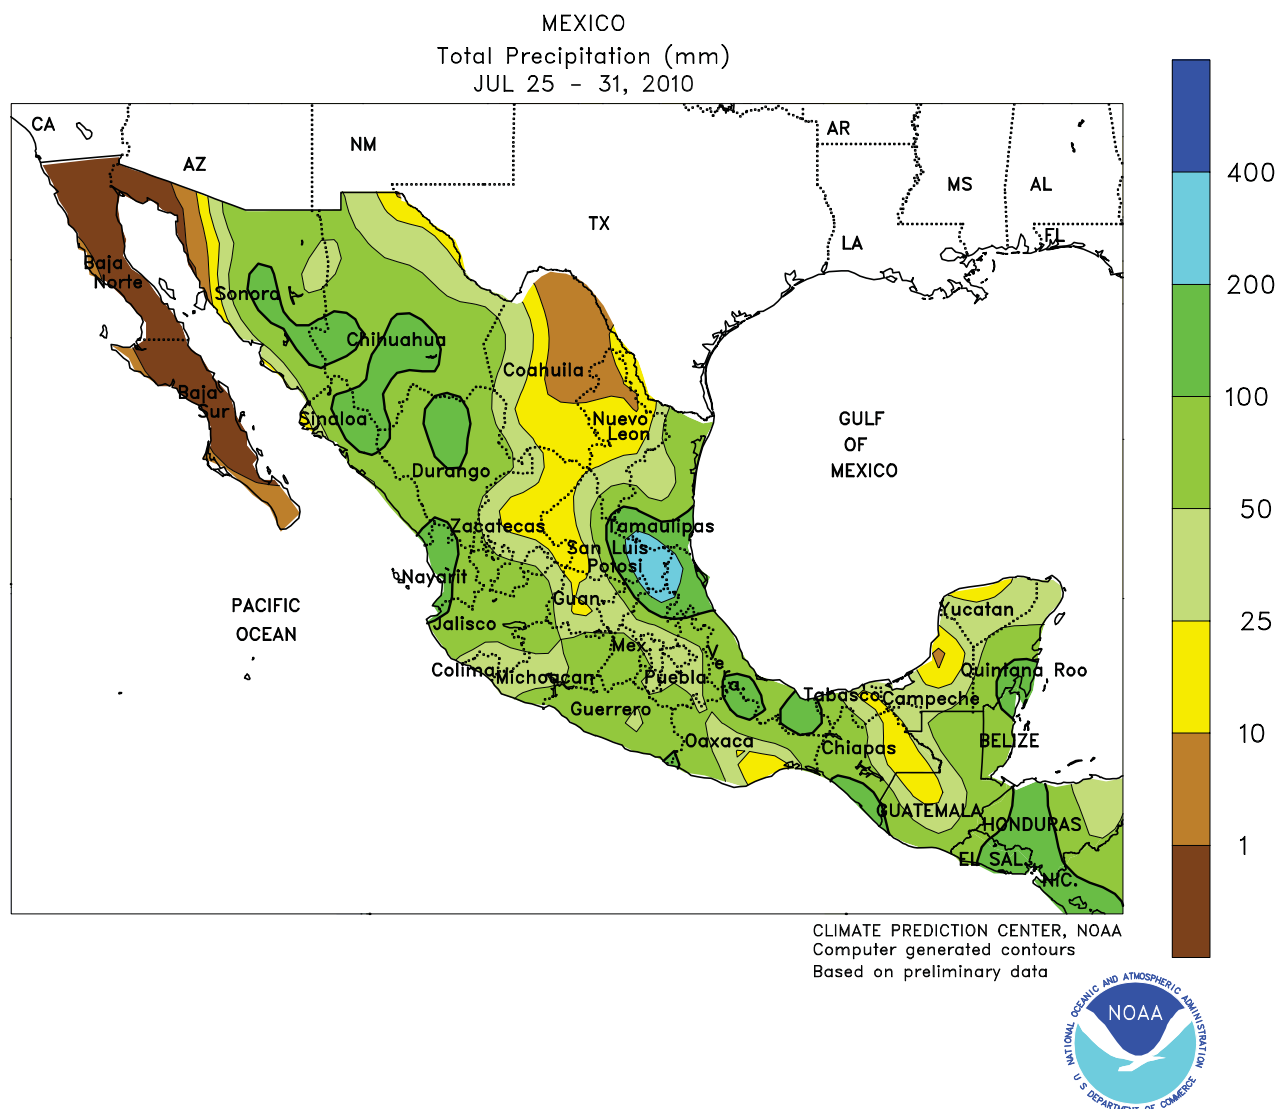 MEXICO
Total Precipitation (mm)
JUL 25 - 31, 2010
CA
AZ
NM
TX
AR
MS
AL
LA
FL
400
200
100
50
25
10
1
Baja
Norte
Sonora
Chihuahua
Coahuila
Baja
Sur
Sinaloa
Nuevo
Leon
Durango
GULF
OF
MEXICO
Zacatecas
Tamaulipas
San Luis
Potosi
Nayarit
Guan.
PACIFIC
OCEAN
Jalisco
Yucatan
Mex.
Ver.
Colima
Michoacan
Puebla
Quintana Roo
Guerrero
Tabasco
Campeche
Oaxaca
Chiapas
BELIZE
GUATEMALA
HONDURAS
EL SAL.
NIC.
CLIMATE PREDICTION CENTER, NOAA
Computer generated contours
Based on preliminary data
NATIONAL OCEANIC AND ATMOSPHERIC ADMINISTRATION
NOAA
U S DEPARTMENT OF COMMERCE